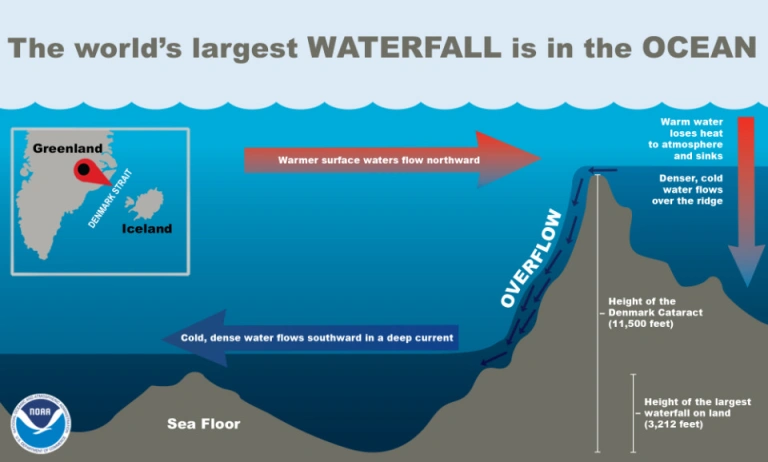 The world's largest WATERFALL is in the OCEAN
Greenland
DENMARK STRAIT
Iceland
Warmer surface waters flow northward
Warm water
loses heat
to atmosphere
and sinks
Denser, cold
water flows
over the ridge
OVERFLOW
Height of the
Denmark Cataract
(11,500 feet)
Cold, dense water flows southward in a deep current
Height of the largest
waterfall on land
(3,212 feet)
Sea Floor
NOAA